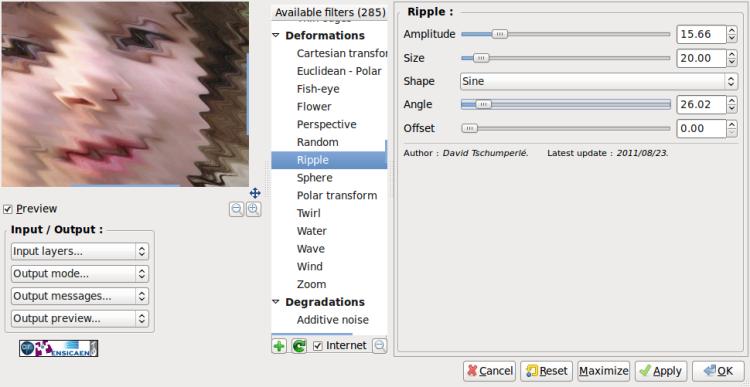 Available filters (285)
Deformations
Cartesian transfor
Euclidean - Polar
Fish-eye
Flower
Perspective
Random
Ripple
Sphere
Polar transform
Twirl
Water
Wave
Wind
Zoom
Degradations
Additive noise
Internet
Preview
Input / Output :
Input layers...
Output mode...
Output messages...
Output preview...
ENSICAEN
Ripple :
Amplitude 15.66
Size 20.00
Shape Sine
Angle 26.02
Offset 0.00
Author : David Tschumperlé. Latest update : 2011/08/23.
Cancel Reset Maximize Apply OK